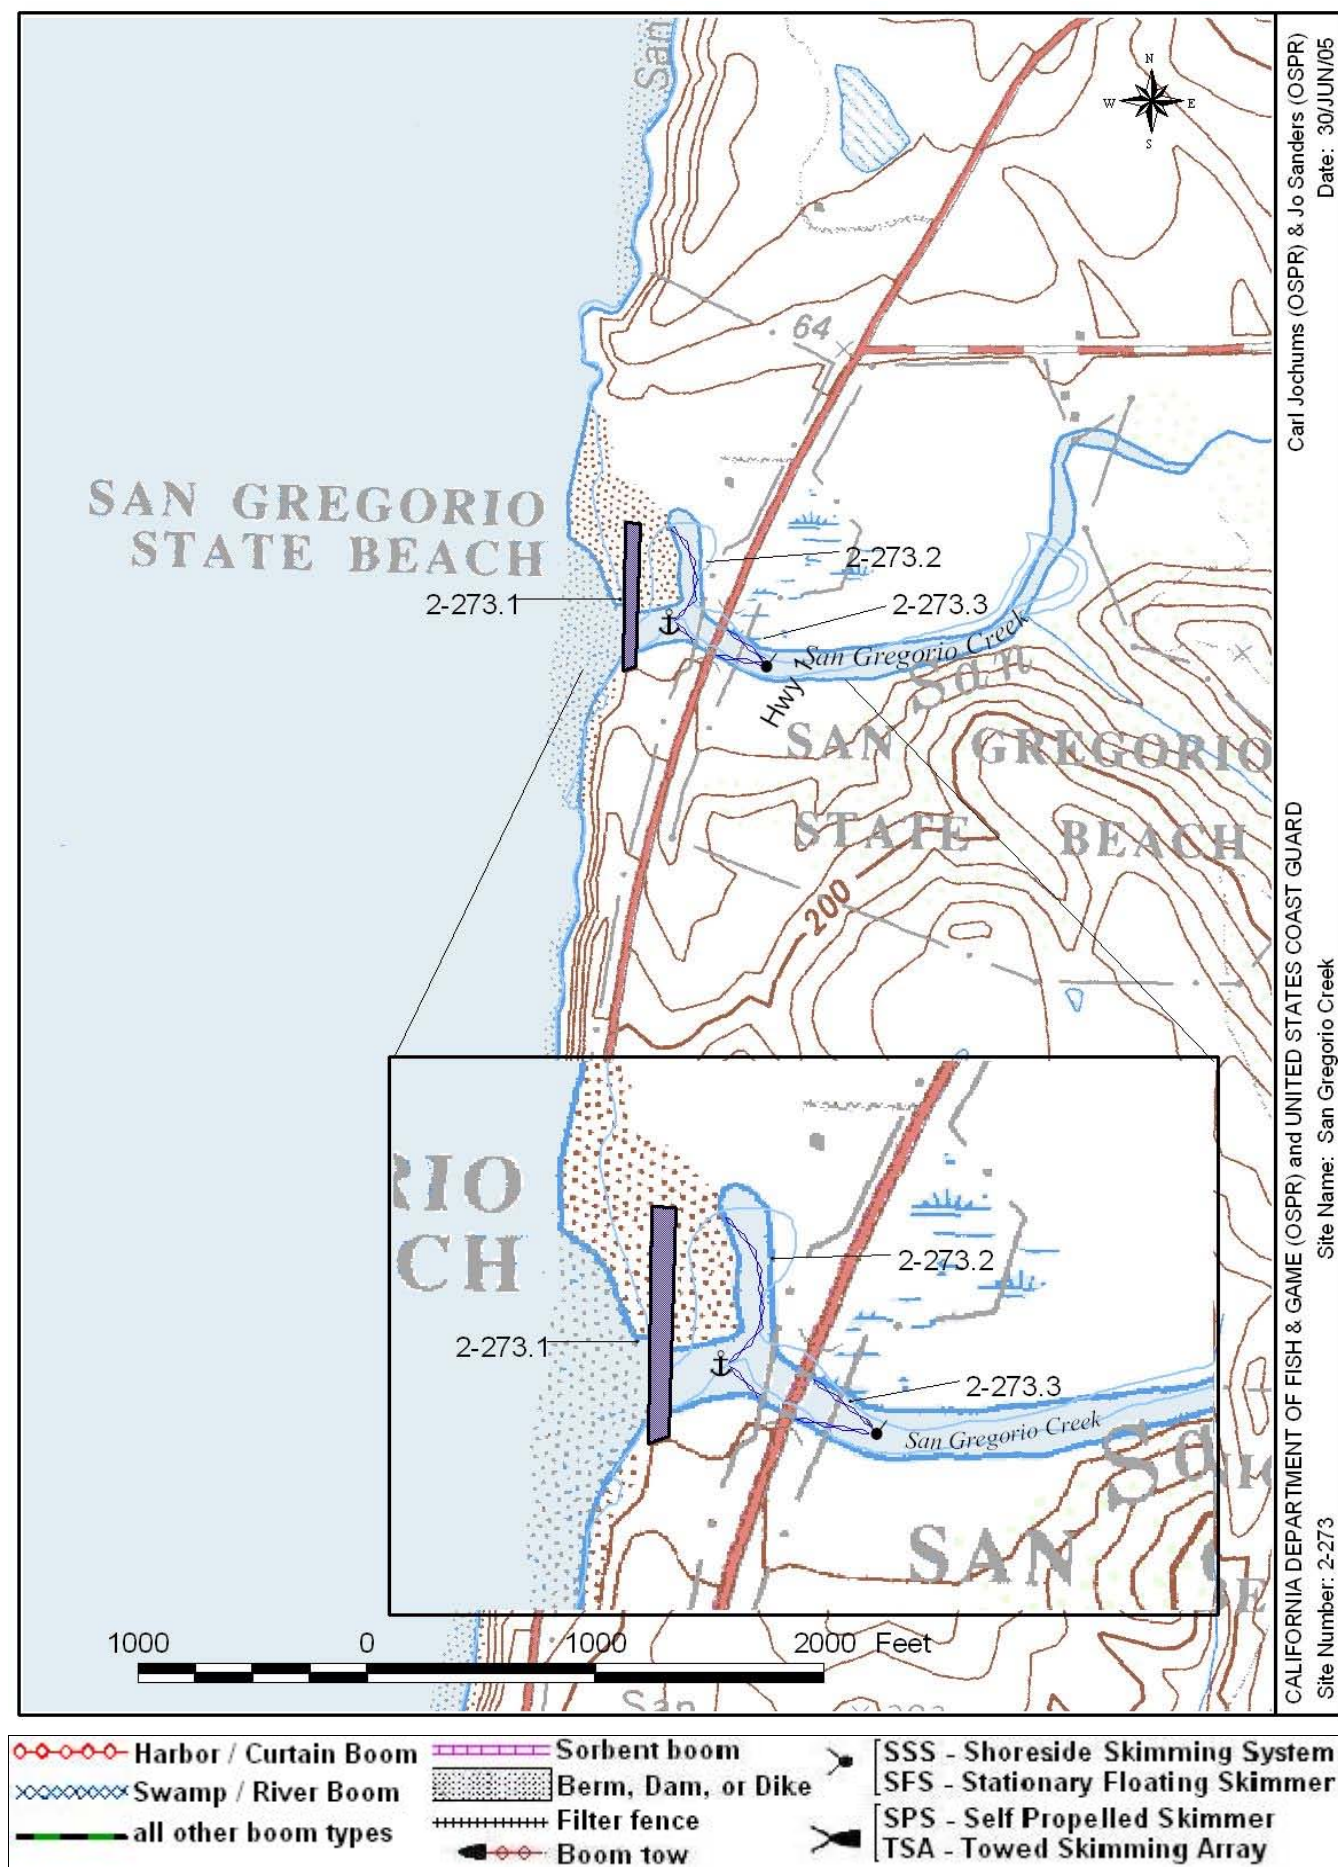 San
N
W
E
S
64
SAN GREGORIO
STATE BEACH
2-273.2
2-273.1
2-273.3
San Gregorio Creek
San
Hwy 1
SAN GREGORIO
STATE BEACH
200
RIO
CH
2-273.2
2-273.1
2-273.3
San Gregorio Creek
SAN
1000 0 1000 2000 Feet
San
Carl Jochums (OSPR) & Jo Sanders (OSPR)
Date: 30/JUN/05
CALIFORNIA DEPARTMENT OF FISH & GAME (OSPR) and UNITED STATES COAST GUARD
Site Number: 2-273 Site Name: San Gregorio Creek
Harbor / Curtain Boom
Swamp / River Boom
all other boom types
Sorbent boom
Berm, Dam, or Dike
Filter fence
Boom tow
SSS - Shoreside Skimming System
SFS - Stationary Floating Skimmer
SPS - Self Propelled Skimmer
TSA - Towed Skimming Array